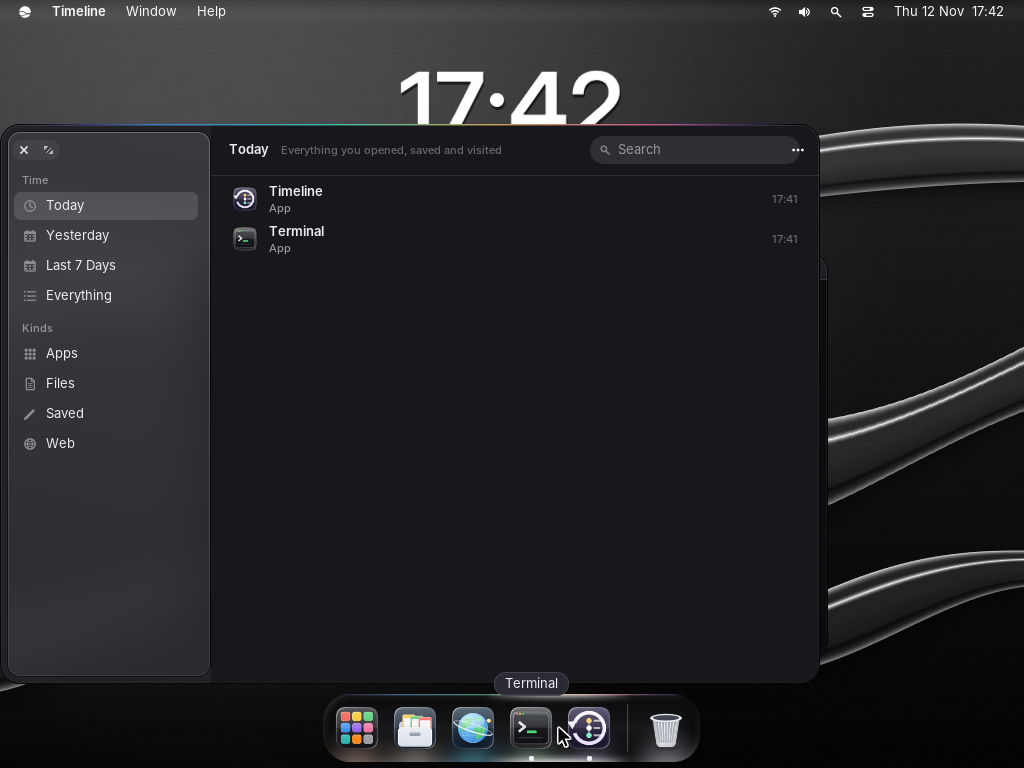 Timeline Window Help Thu 12 Nov 17:42
17:42
Today Everything you opened, saved and visited Search
Time
Today
Yesterday
Last 7 Days
Everything
Kinds
Apps
Files
Saved
Web
Timeline
App 17:41
Terminal
App 17:41
Terminal